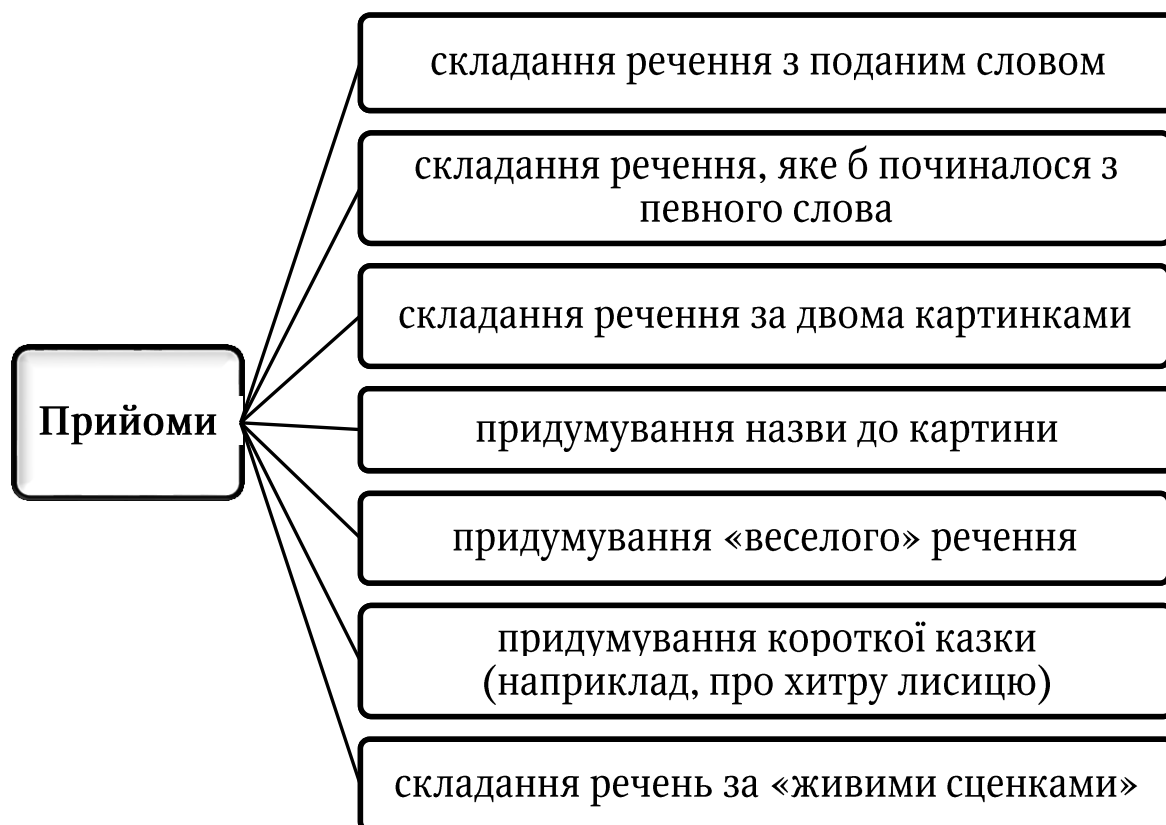 складання речення з поданим словом
складання речення, яке б починалося з
певного слова
складання речення за двома картинками
Прийоми
придумування назви до картини
придумування «веселого» речення
придумування короткої казки
(наприклад, про хитру лисицю)
складання речень за «живими сценками»